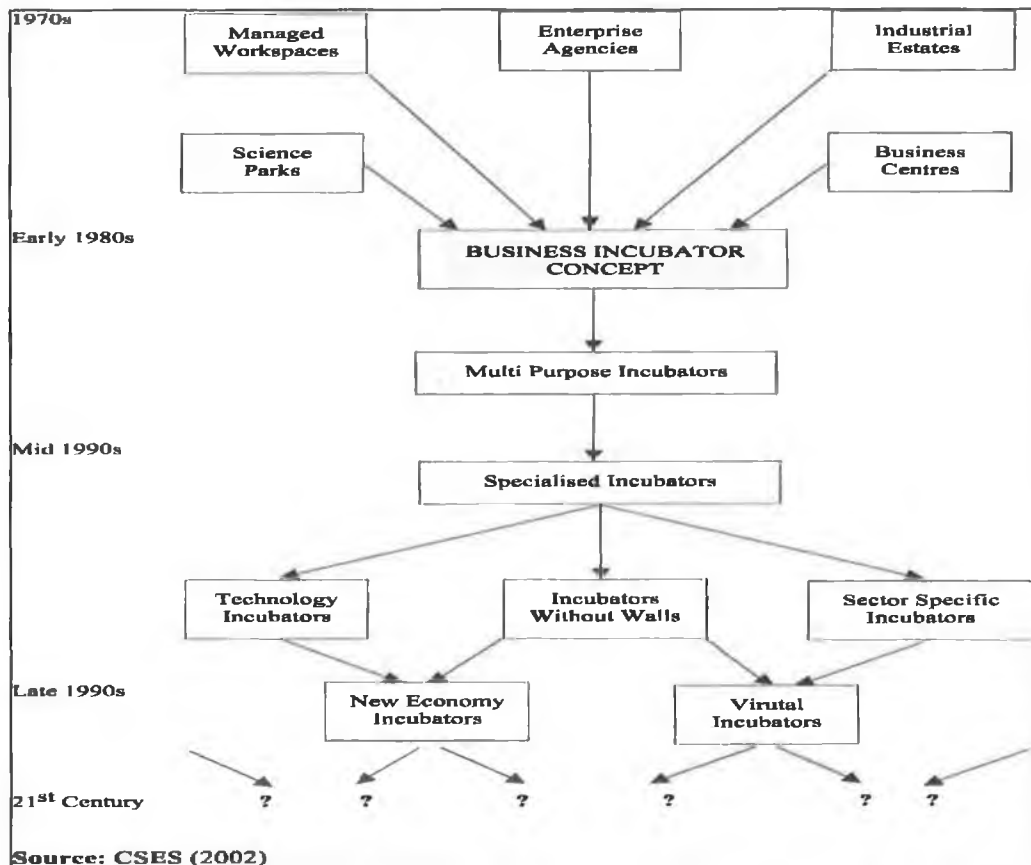 1970s
Managed
Workspaces
Enterprise
Agencies
Industrial
Estates
Science
Parks
Business
Centres
Early 1980s
BUSINESS INCUBATOR
CONCEPT
Multi Purpose Incubators
Mid 1990s
Specialised Incubators
Technology
Incubators
Incubators
Without Walls
Sector Specific
Incubators
Late 1990s
New Economy
Incubators
Virutal
Incubators
21st Century ? ? ? ? ? ?
Source: CSES (2002)